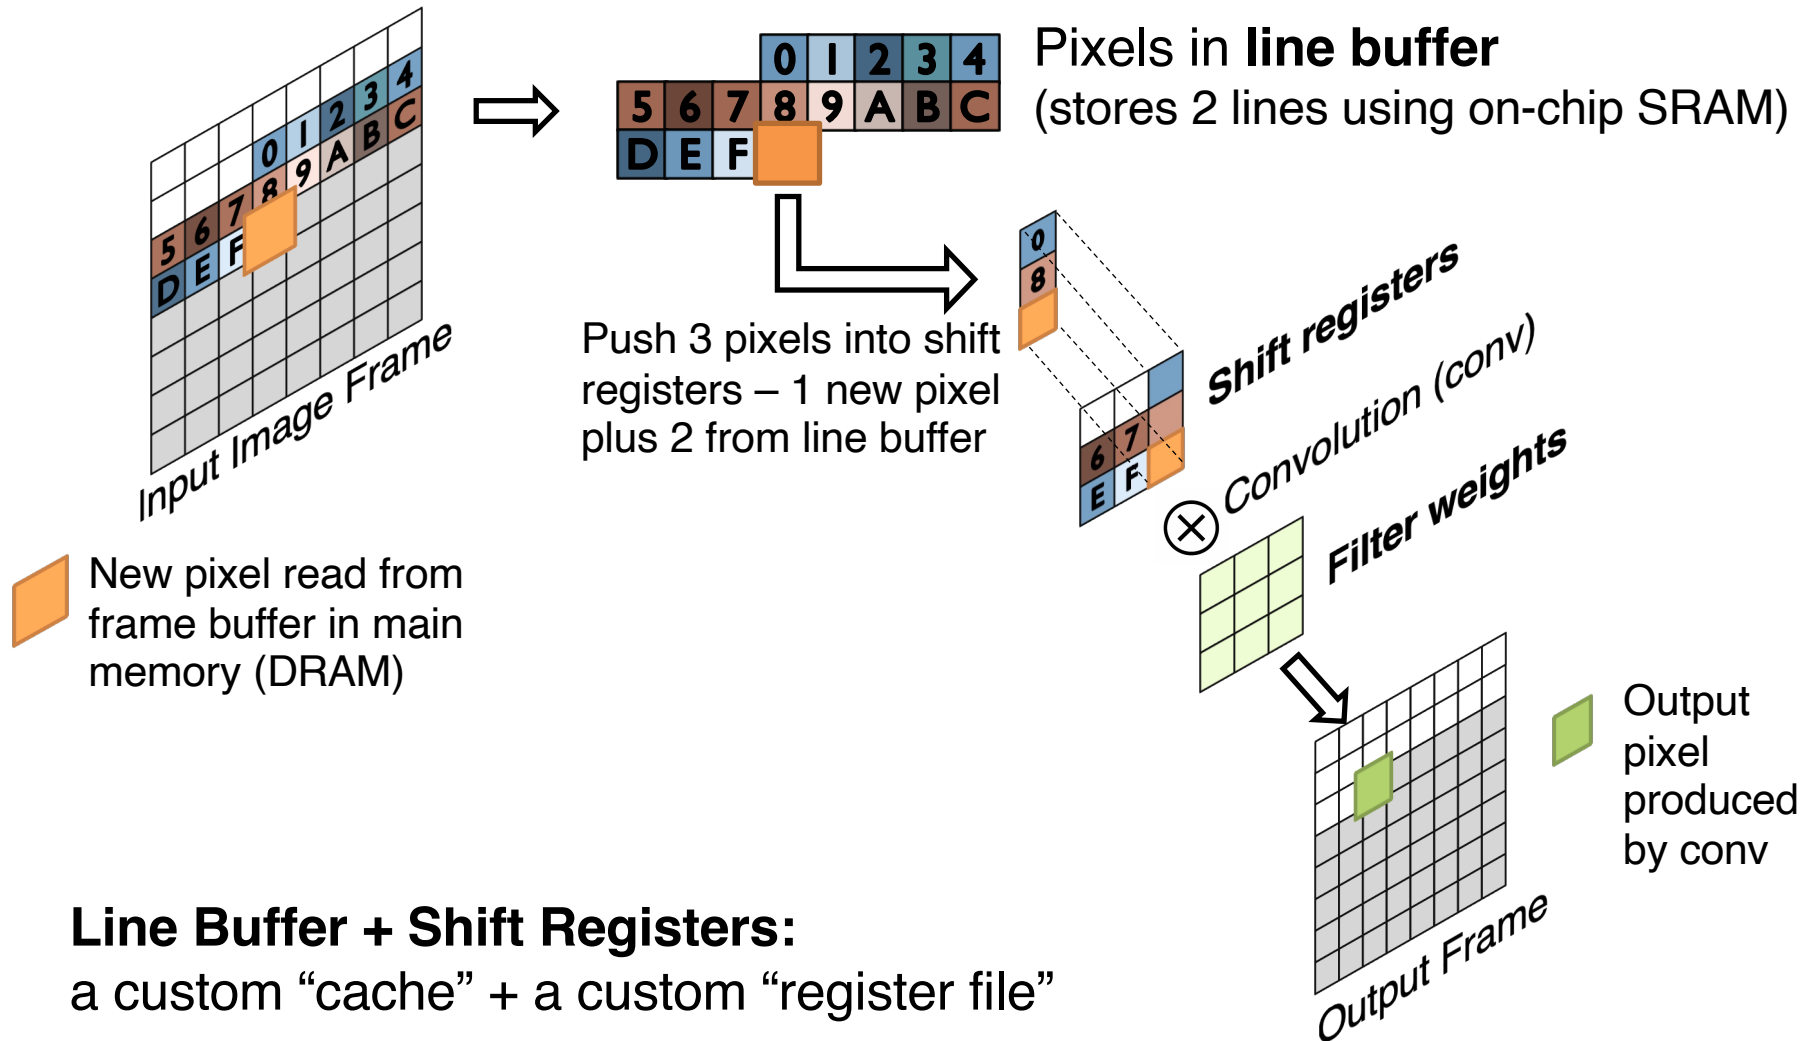 0 1 2 3 4
5 6 7 8 9 A B C
D E F
Input Image Frame
0 1 2 3 4
5 6 7 8 9 A B C
D E F
Pixels in line buffer
(stores 2 lines using on-chip SRAM)
Push 3 pixels into shift
registers – 1 new pixel
plus 2 from line buffer
0
8
6 7
E F
Shift registers
Convolution (conv)
Filter weights
New pixel read from
frame buffer in main
memory (DRAM)
Output
pixel
produced
by conv
Output Frame
Line Buffer + Shift Registers:
a custom “cache” + a custom “register file”